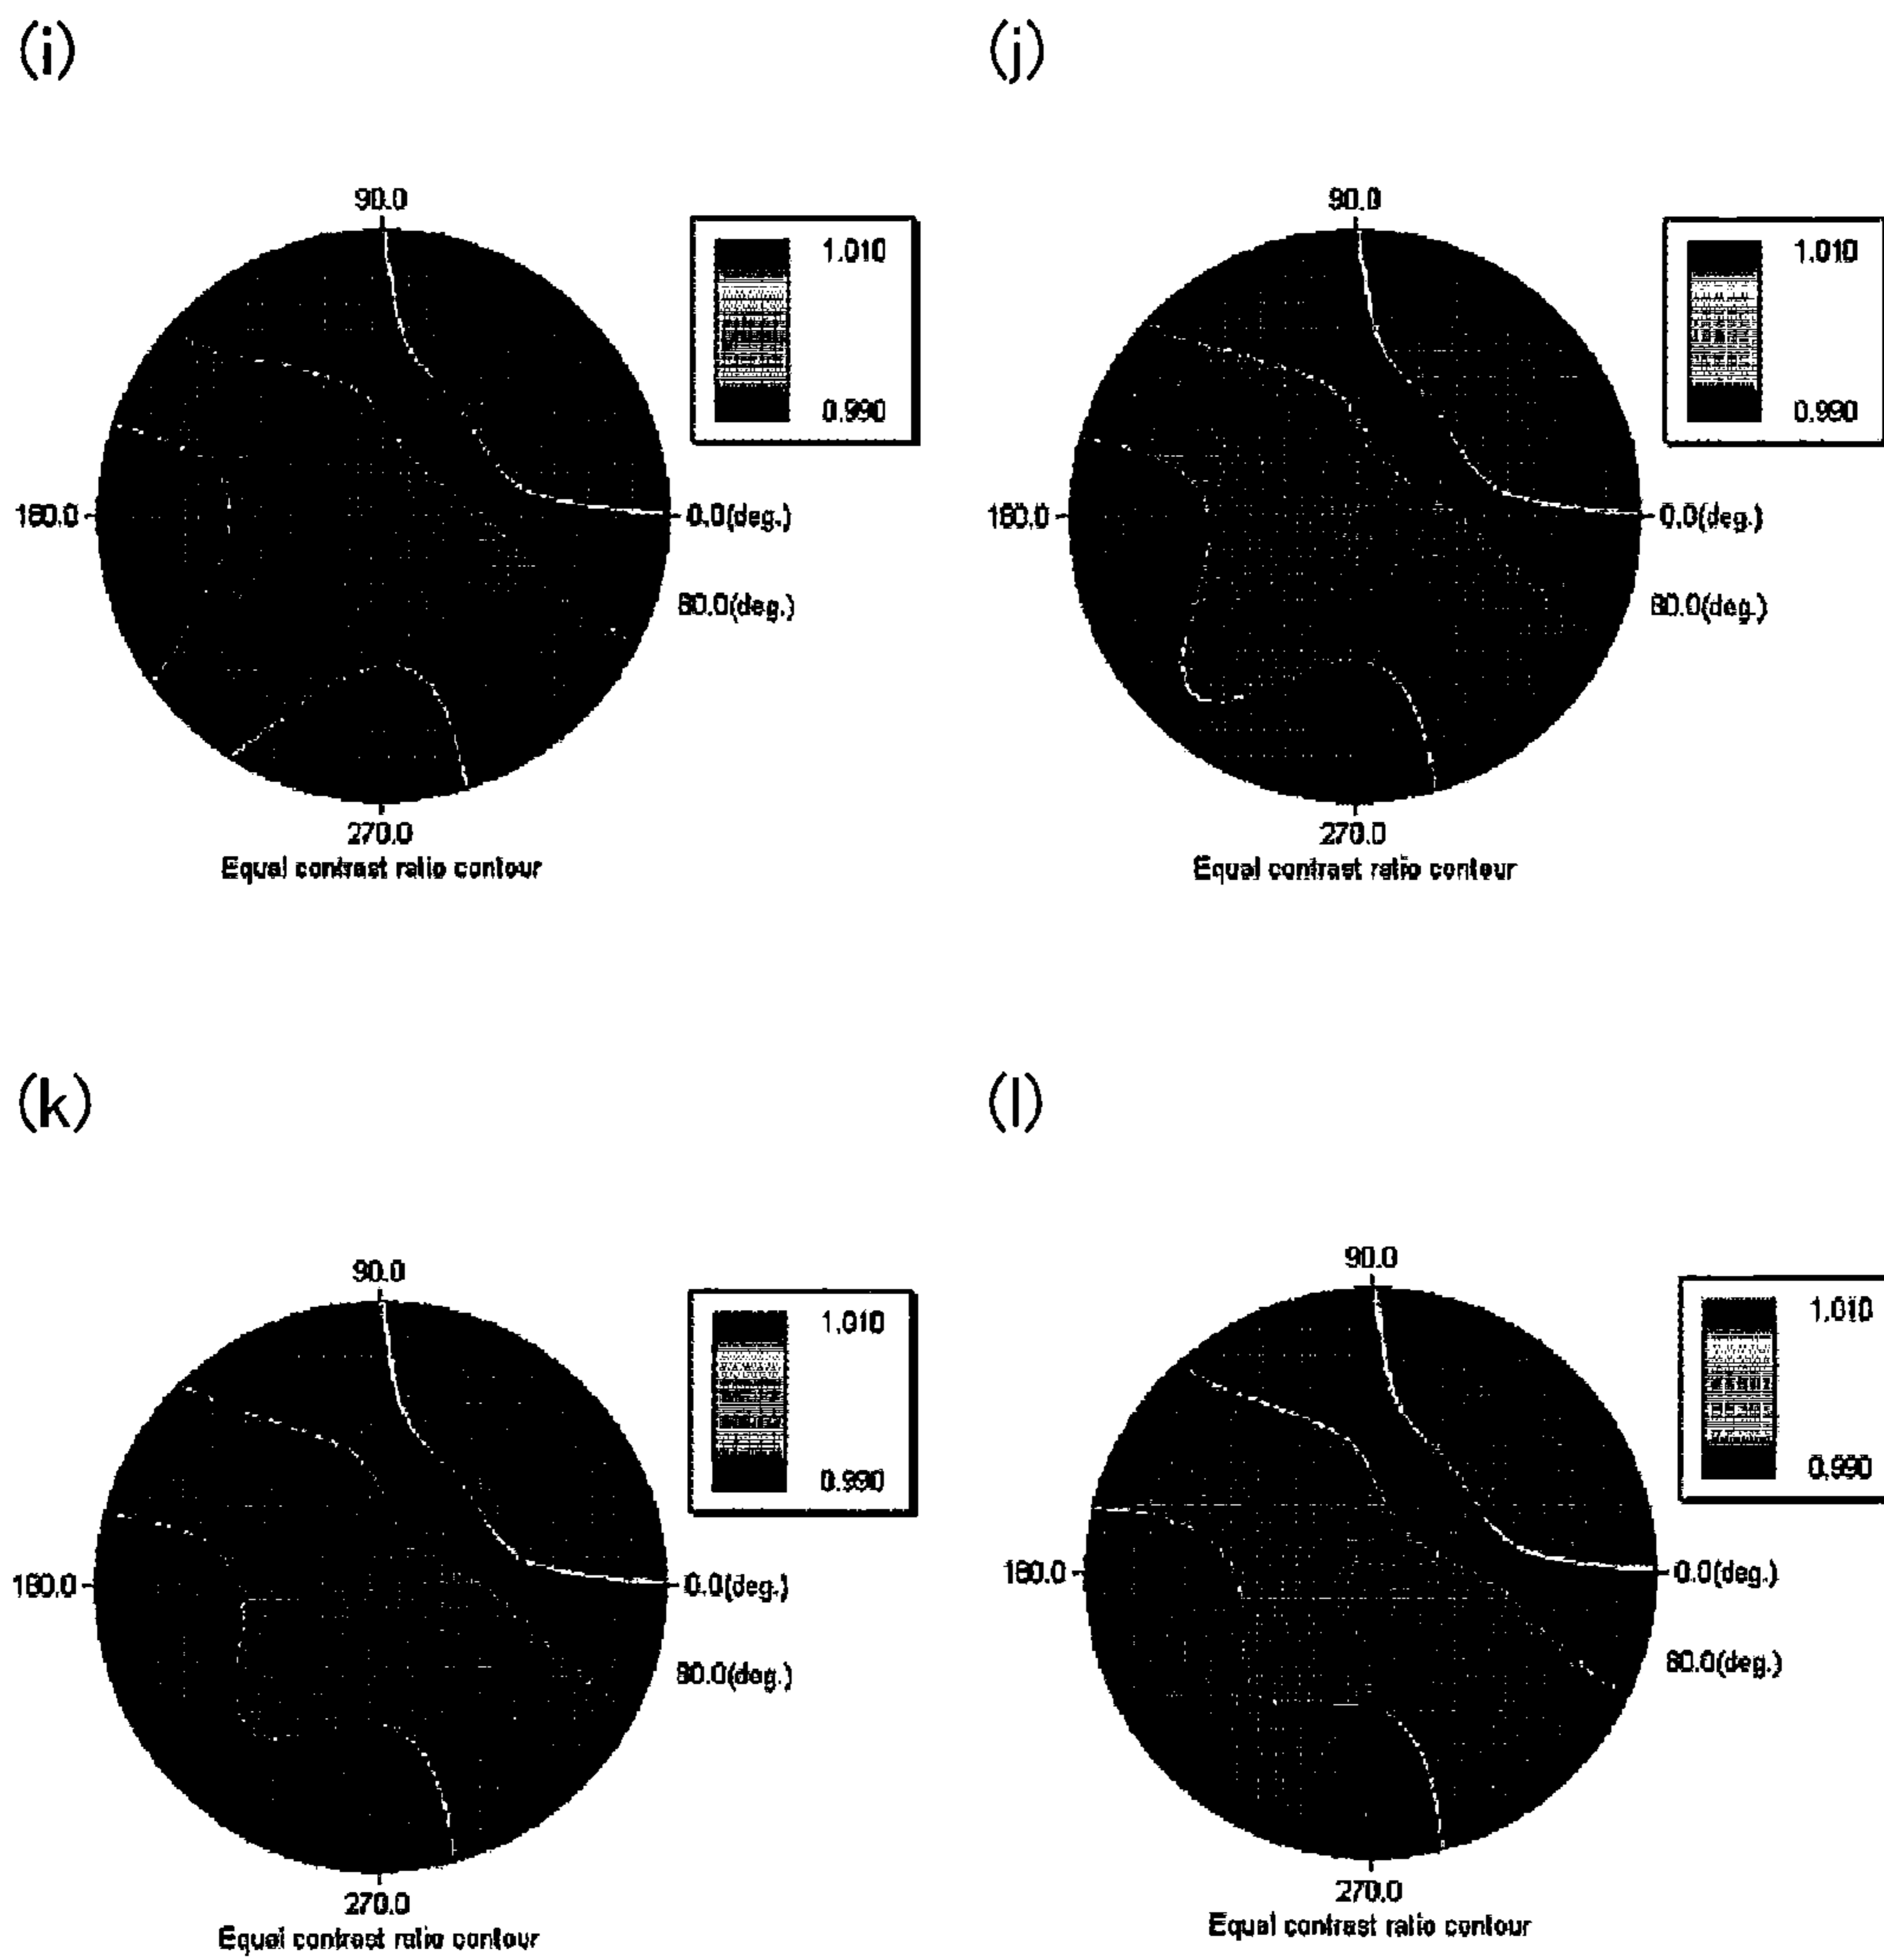 (i)
90.0
1.010
0.990
180.0
0.0(deg.)
80.0(deg.)
270.0
Equal contrast ratio contour
(j)
90.0
1.010
0.990
180.0
0.0(deg.)
80.0(deg.)
270.0
Equal contrast ratio contour
(k)
90.0
1.010
0.990
180.0
0.0(deg.)
80.0(deg.)
270.0
Equal contrast ratio contour
(l)
90.0
1.010
0.990
180.0
0.0(deg.)
80.0(deg.)
270.0
Equal contrast ratio contour